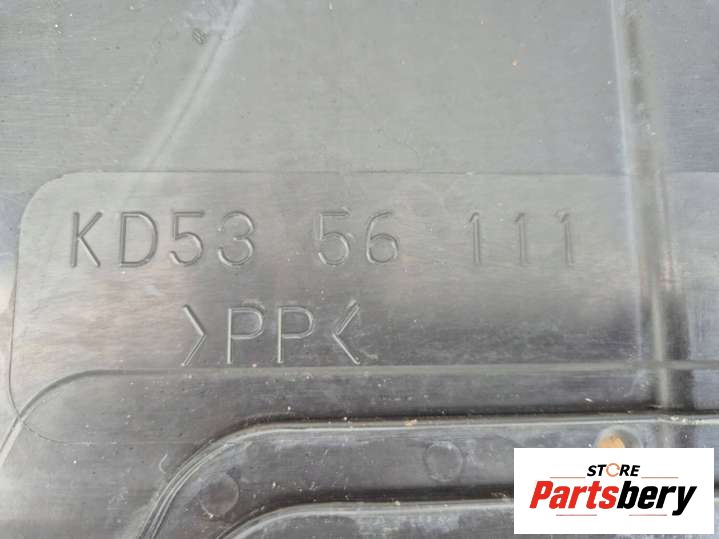 KD53 56 111
>PP<
STORE
Partsbery